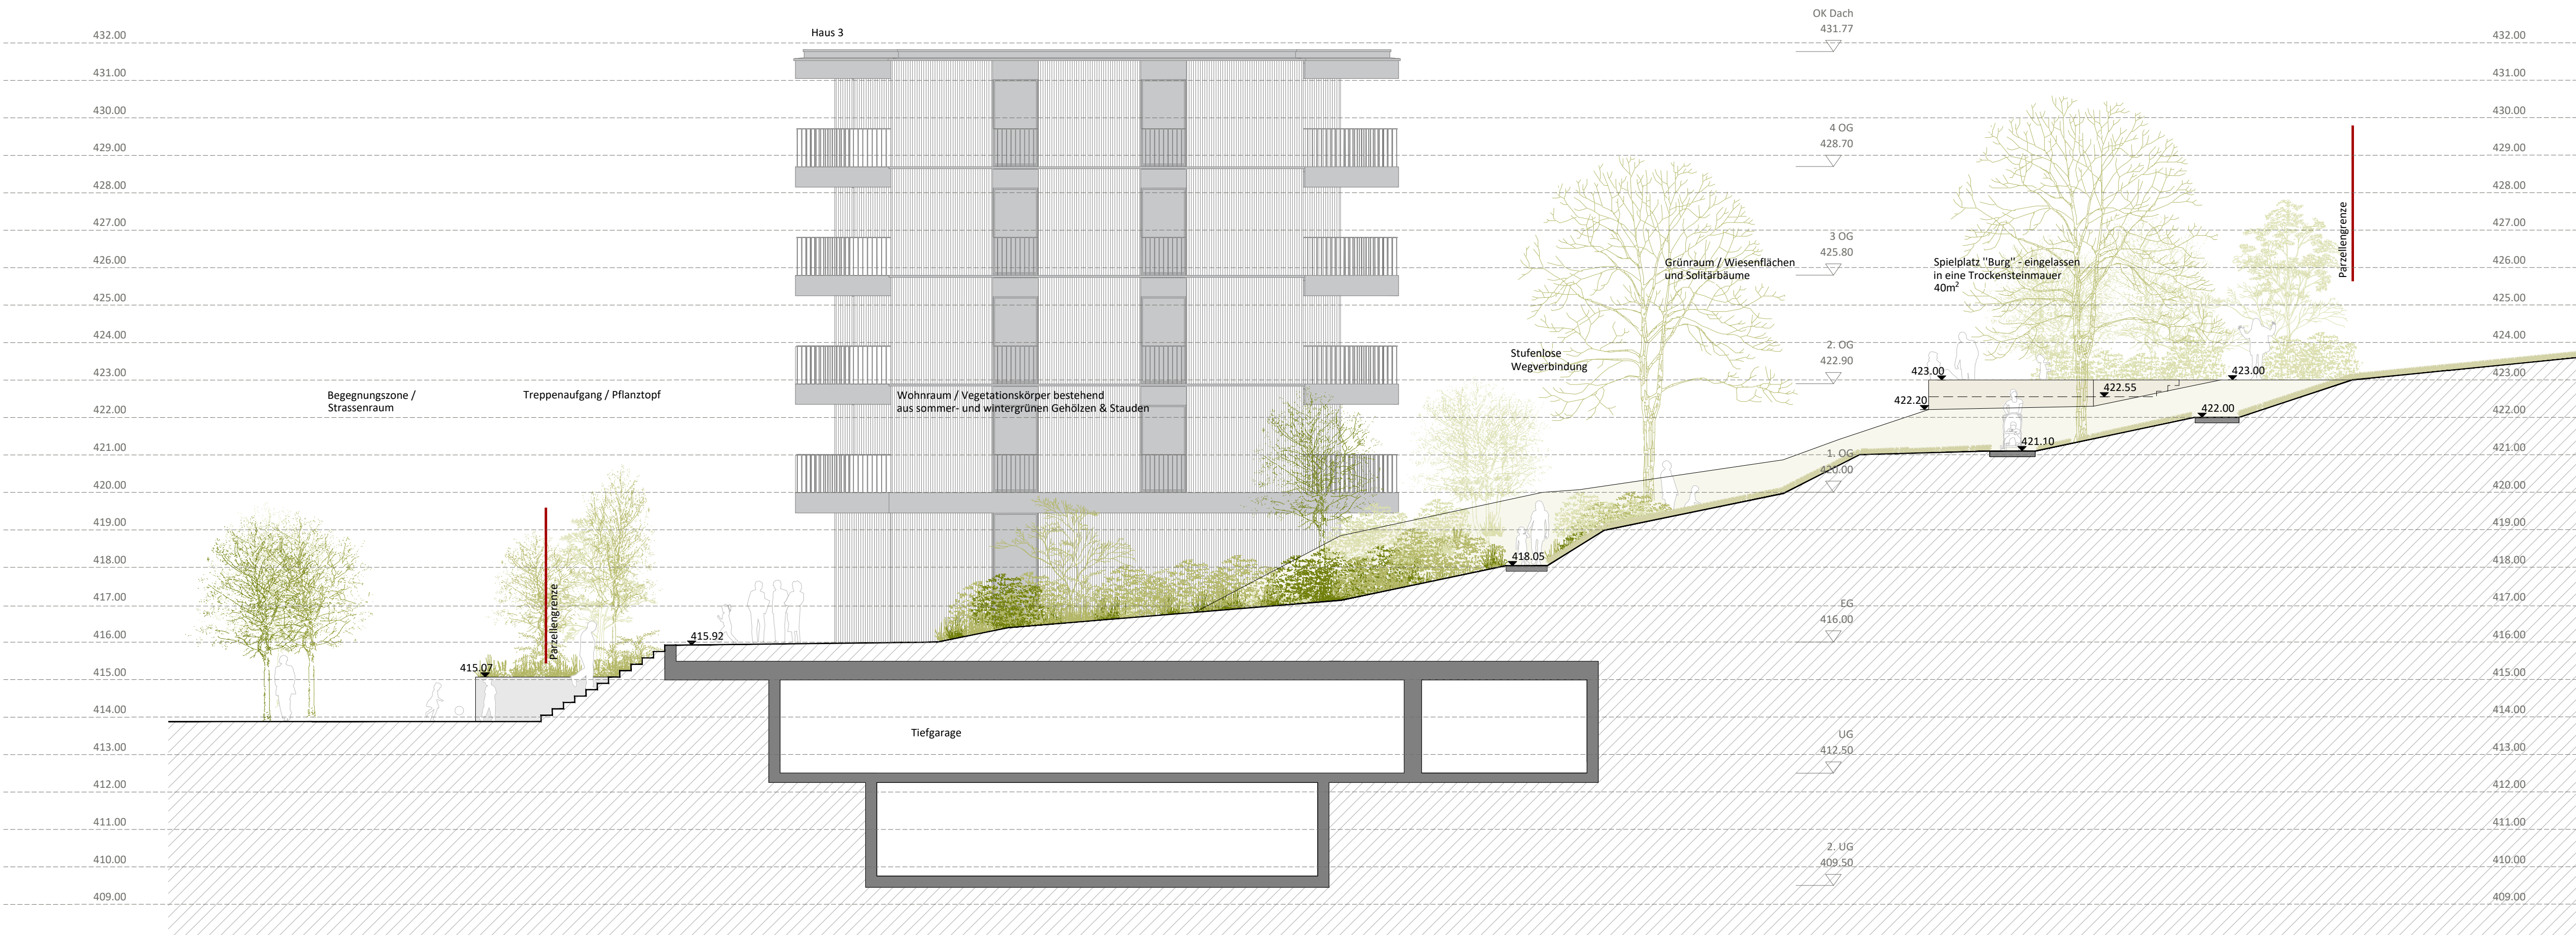 Haus 3
OK Dach
431.77
432.00
431.00
430.00
429.00
428.00
427.00
426.00
425.00
424.00
423.00
422.00
421.00
420.00
419.00
418.00
417.00
416.00
415.00
414.00
413.00
412.00
411.00
410.00
409.00
Begegnungszone /
Strassenraum
Treppenaufgang / Pflanztopf
Parzellengrenze
415.07
415.92
Wohnraum / Vegetationskörper bestehend
aus sommer- und wintergrünen Gehölzen & Stauden
Tiefgarage
Stufenlose
Wegverbindung
418.05
Grünraum / Wiesenflächen
und Solitärbäume
4 OG
428.70
3 OG
425.80
2. OG
422.90
1. OG
420.00
EG
416.00
UG
412.50
2. UG
409.50
Spielplatz "Burg" - eingelassen
in eine Trockensteinmauer
40m²
423.00
422.20
422.55
423.00
422.00
421.10
Parzellengrenze
432.00
431.00
430.00
429.00
428.00
427.00
426.00
425.00
424.00
423.00
422.00
421.00
420.00
419.00
418.00
417.00
416.00
415.00
414.00
413.00
412.00
411.00
410.00
409.00